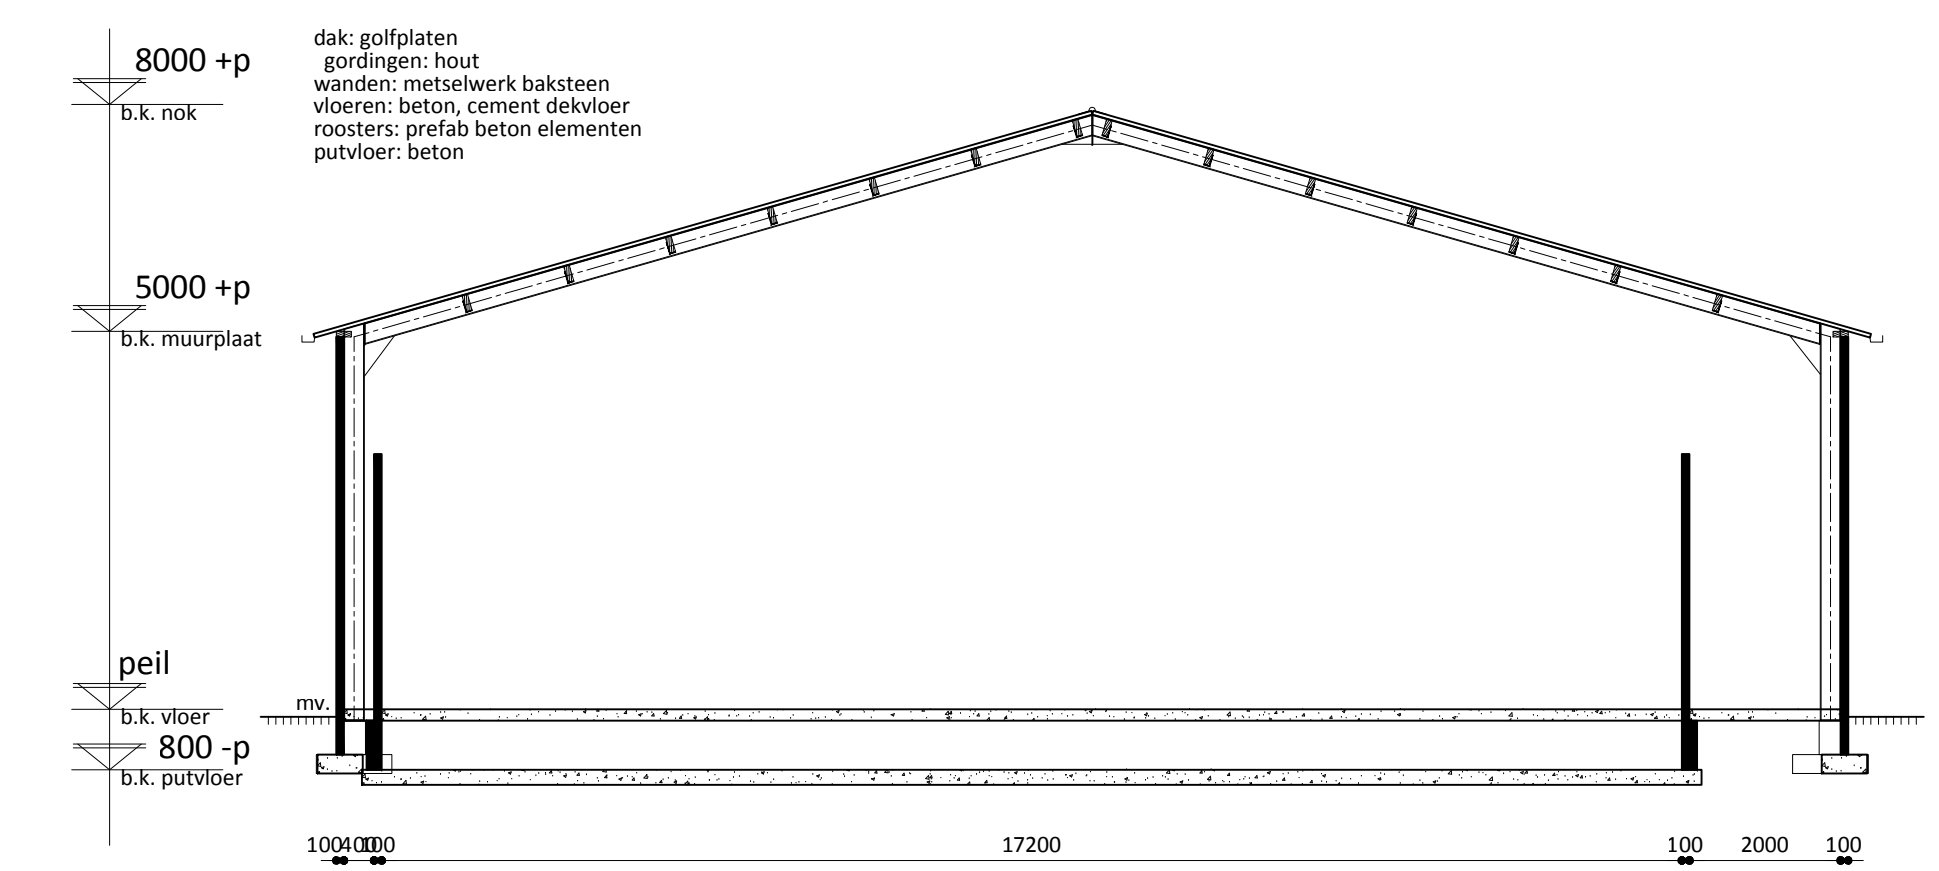 8000 +p
b.k. nok
dak: golfplaten
gordingen: hout
wanden: metselwerk baksteen
vloeren: beton, cement dekvloer
roosters: prefab beton elementen
putvloer: beton
5000 +p
b.k. muurplaat
peil
b.k. vloer
mv.
800 -p
b.k. putvloer
100 400 100 17200 100 2000 100